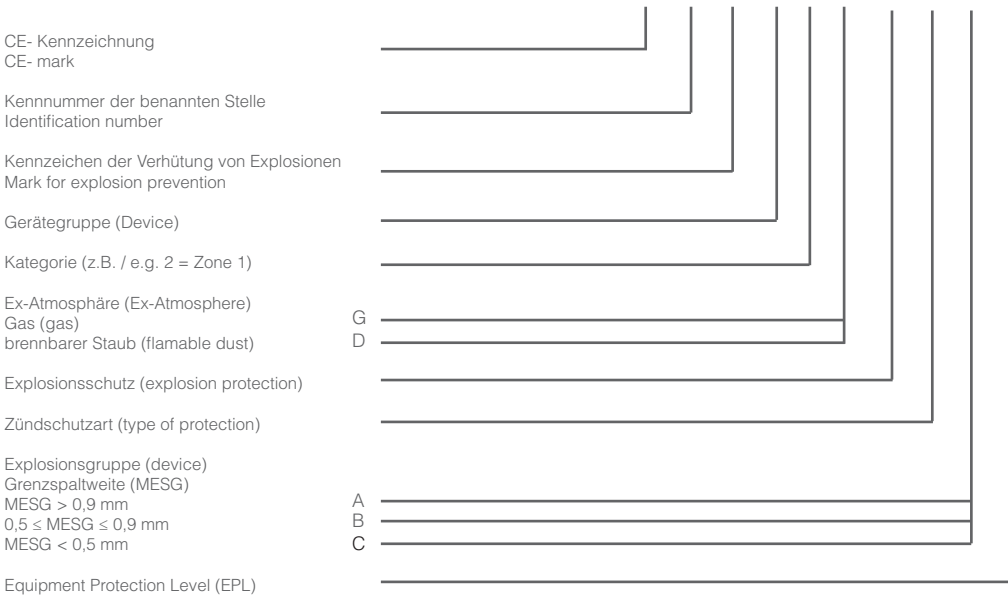 CE- Kennzeichnung
CE- mark
Kennnummer der benannten Stelle
Identification number
Kennzeichen der Verhütung von Explosionen
Mark for explosion prevention
Gerätegruppe (Device)
Kategorie (z.B. / e.g. 2 = Zone 1)
Ex-Atmosphäre (Ex-Atmosphere)
Gas (gas) G
brennbarer Staub (flamable dust) D
Explosionsschutz (explosion protection)
Zündschutzart (type of protection)
Explosionsgruppe (device)
Grenzspaltweite (MESG)
MESG > 0,9 mm A
0,5 ≤ MESG ≤ 0,9 mm B
MESG < 0,5 mm C
Equipment Protection Level (EPL)